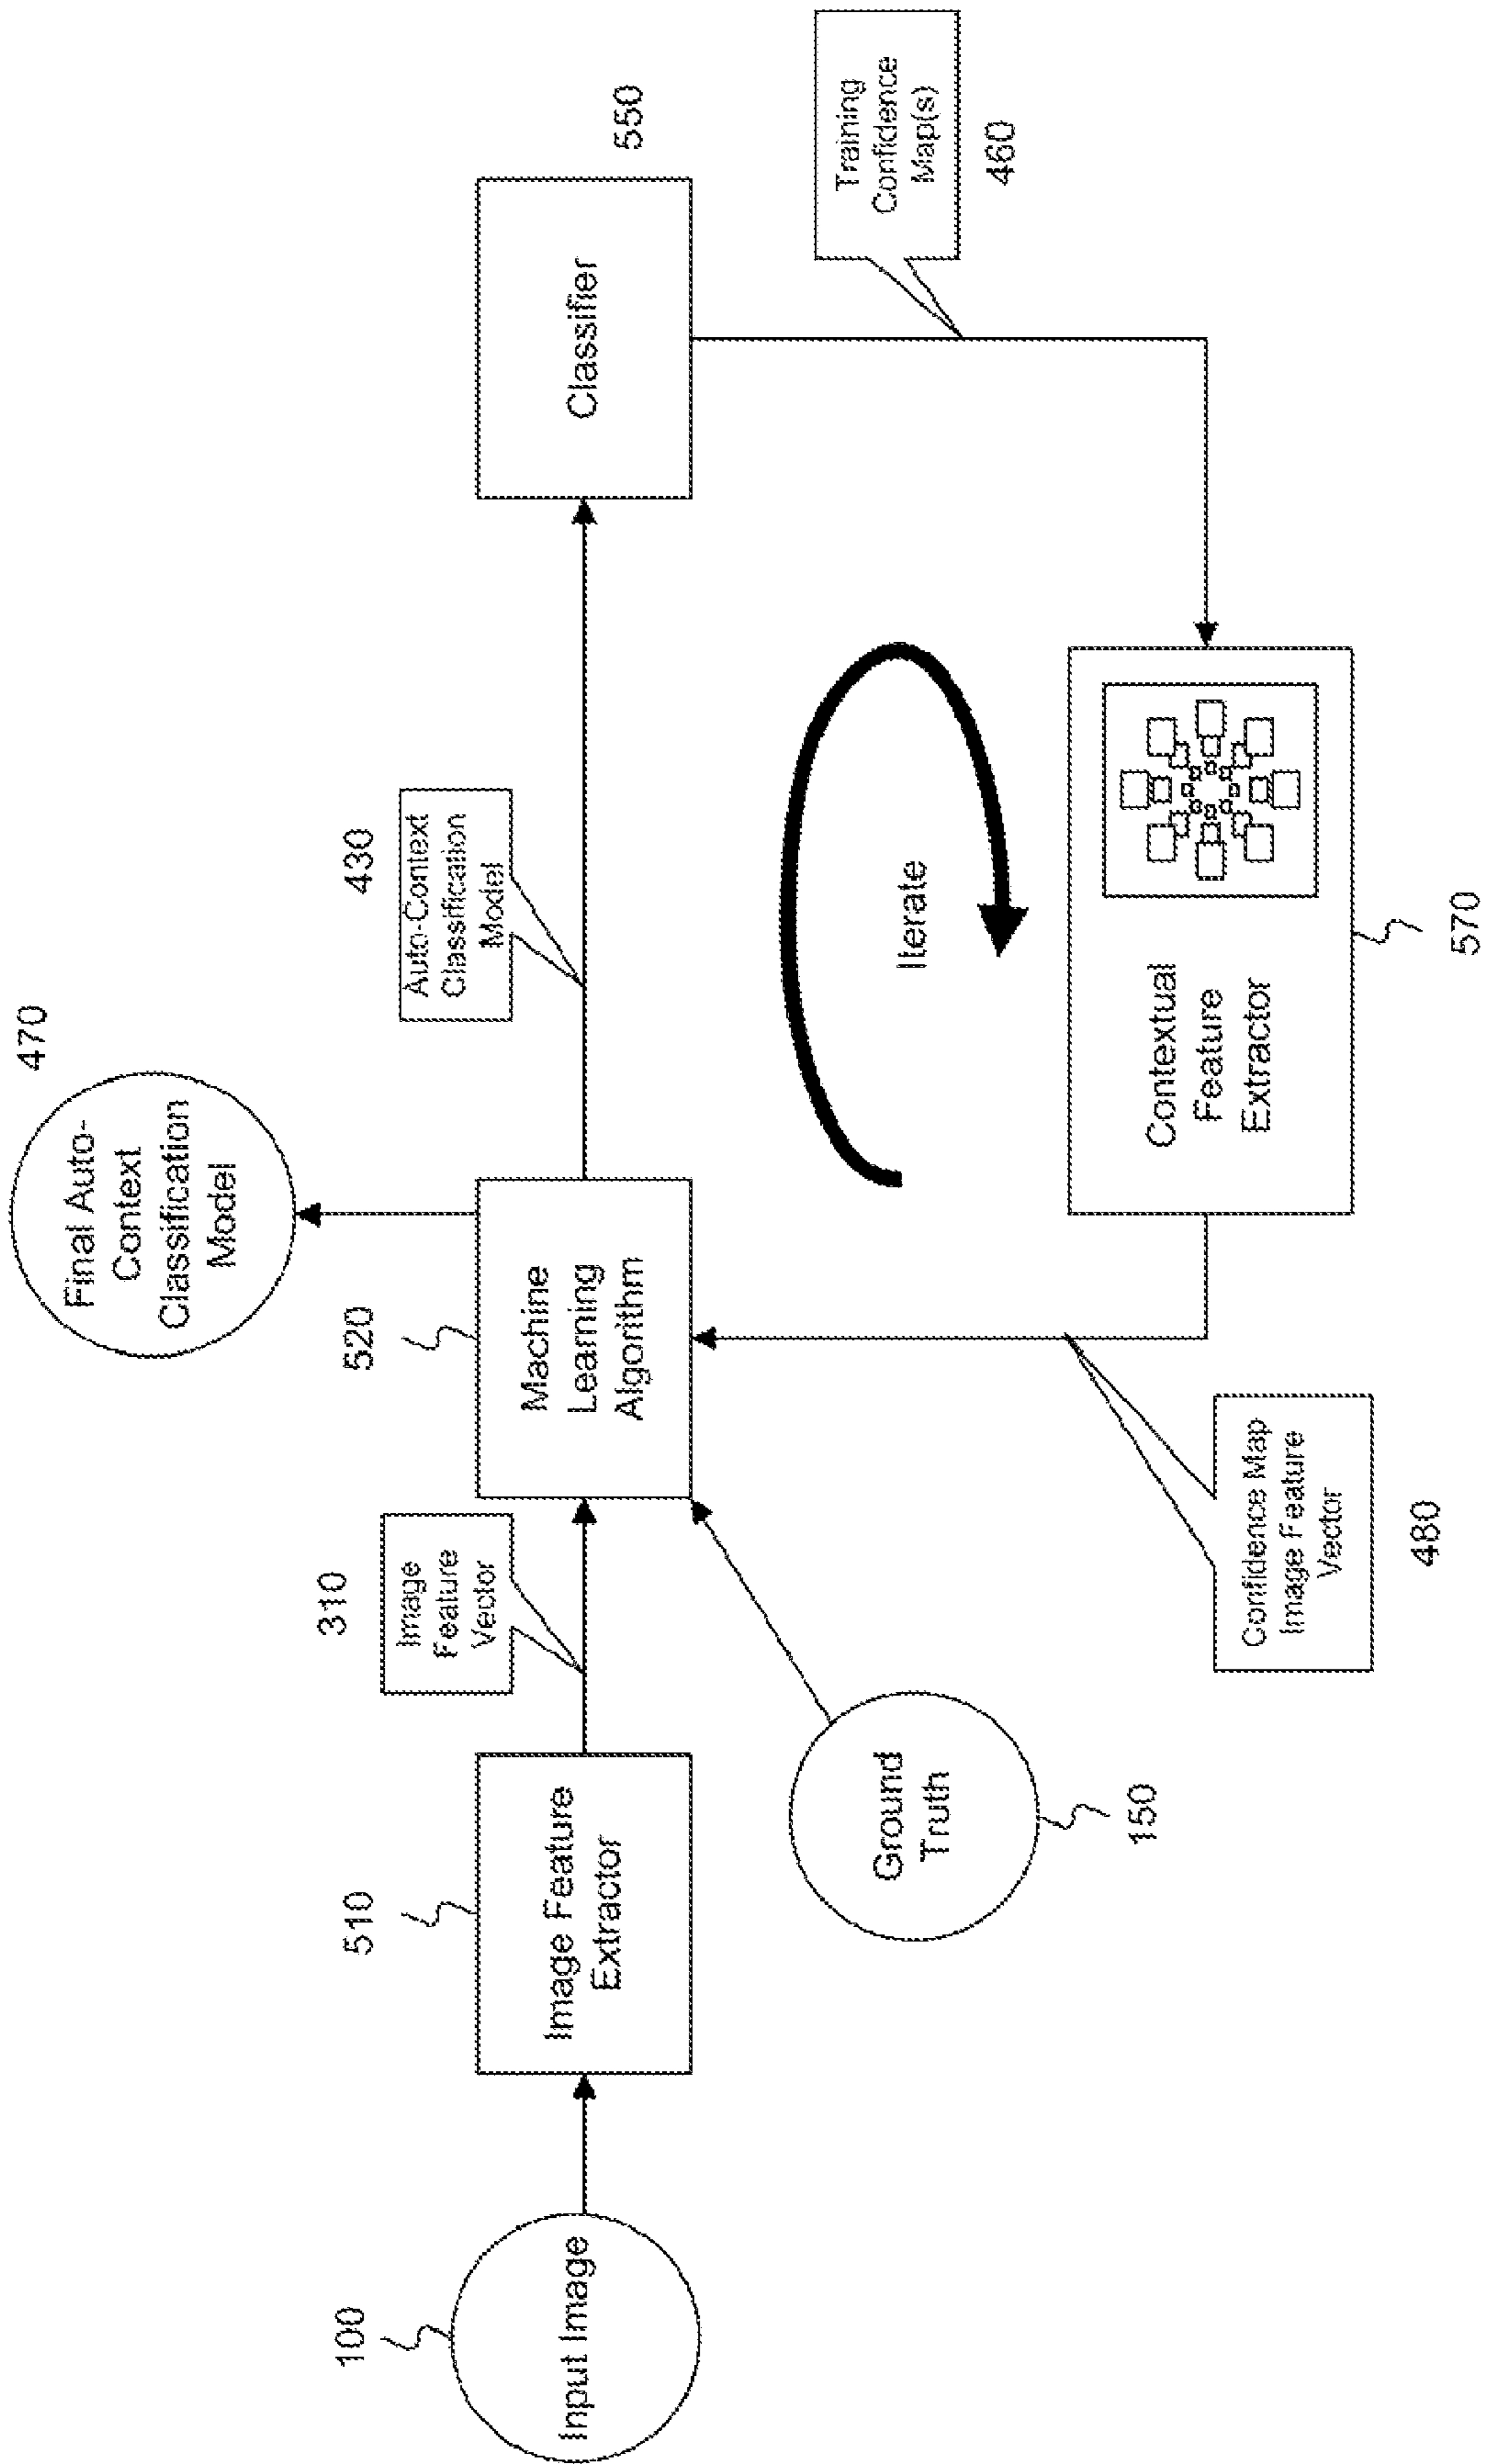 470
Final Auto-
Context
Classification
Model
100
Input Image
510
Image Feature
Extractor
310
Image
Feature
Vector
520
Machine
Learning
Algorithm
430
Auto-Context
Classification
Model
Classifier
550
Ground
Truth
150
Iterate
Training
Confidence
Map(s)
460
Confidence Map
Image Feature
Vector
480
Contextual
Feature
Extractor
570